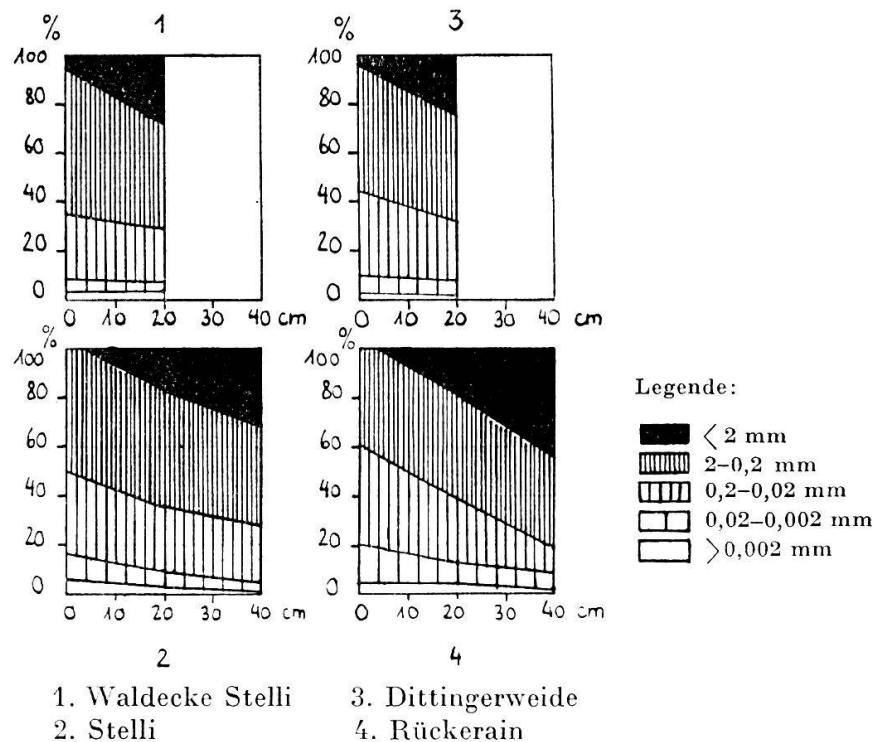 % 1
100
80
60
40
20
0
0 10 20 30 40 cm
% 3
100
80
60
40
20
0
0 10 20 30 40 cm
%
100
80
60
40
20
0
0 10 20 30 40 cm
2
%
100
80
60
40
20
0
0 10 20 30 40 cm
4
Legende:
< 2 mm
2–0,2 mm
0,2–0,02 mm
0,02–0,002 mm
> 0,002 mm
1. Waldecke Stelli
2. Stelli
3. Dittingerweide
4. Rückerain